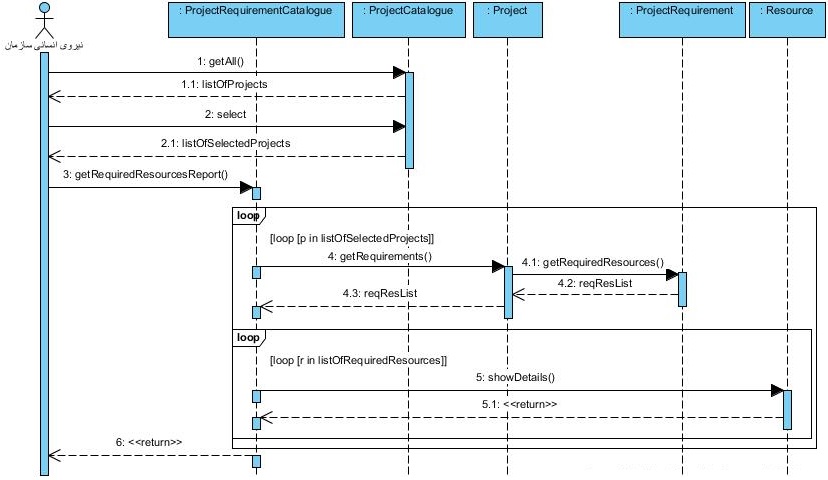 : ProjectRequirementCatalogue
: ProjectCatalogue
: Project
: ProjectRequirement
: Resource
نیروی انسانی سازمان
1: getAll()
1.1: listOfProjects
2: select
2.1: listOfSelectedProjects
3: getRequiredResourcesReport()
loop
[loop [p in listOfSelectedProjects]]
4: getRequirements()
4.1: getRequiredResources()
4.2: reqResList
4.3: reqResList
loop
[loop [r in listOfRequiredResources]]
5: showDetails()
5.1: <<return>>
6: <<return>>